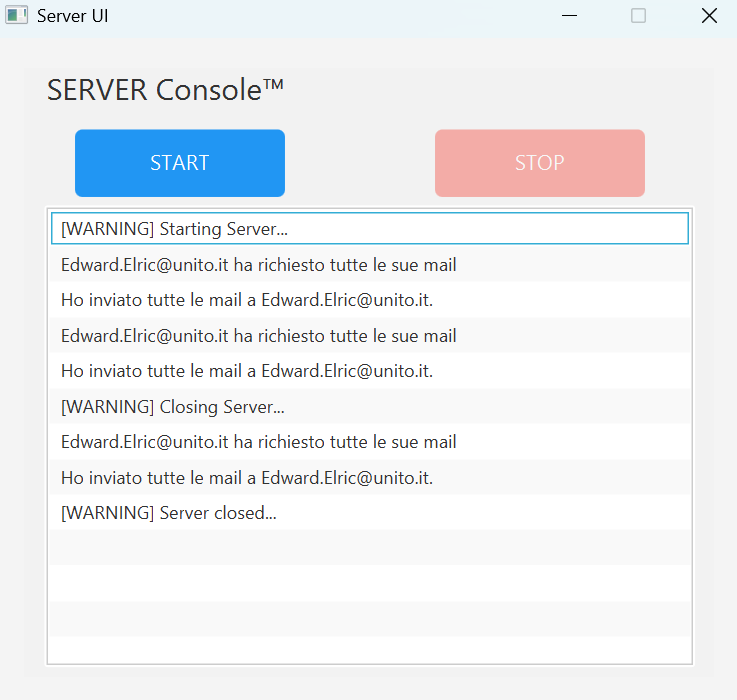 Server UI
SERVER Console™
START
STOP
[WARNING] Starting Server...
Edward.Elric@unito.it ha richiesto tutte le sue mail
Ho inviato tutte le mail a Edward.Elric@unito.it.
Edward.Elric@unito.it ha richiesto tutte le sue mail
Ho inviato tutte le mail a Edward.Elric@unito.it.
[WARNING] Closing Server...
Edward.Elric@unito.it ha richiesto tutte le sue mail
Ho inviato tutte le mail a Edward.Elric@unito.it.
[WARNING] Server closed...